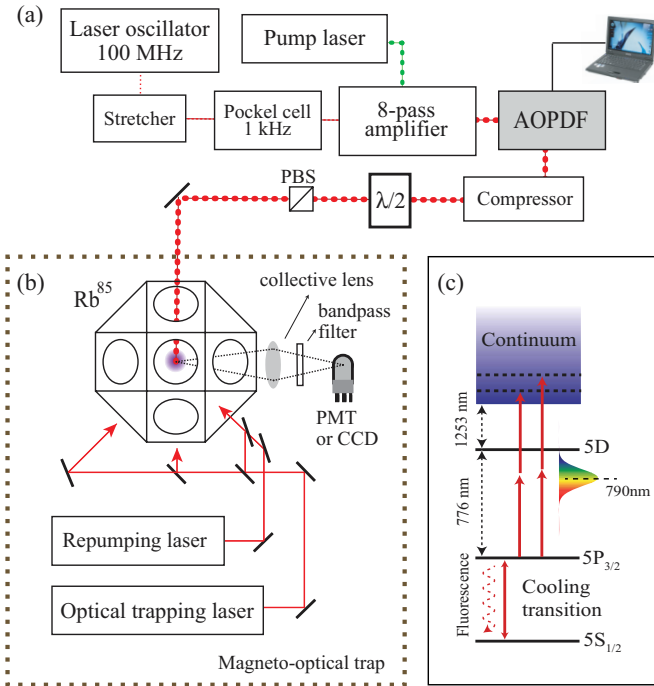 (a)
Laser oscillator
100 MHz
Pump laser
Stretcher
Pockel cell
1 kHz
8-pass
amplifier
AOPDF
PBS
λ/2
Compressor
(b)
Rb85
collective lens
bandpass
filter
PMT
or CCD
Repumping laser
Optical trapping laser
Magneto-optical trap
(c)
Continuum
1253 nm
5D
776 nm
790nm
5P3/2
Fluorescence
Cooling
transition
5S1/2